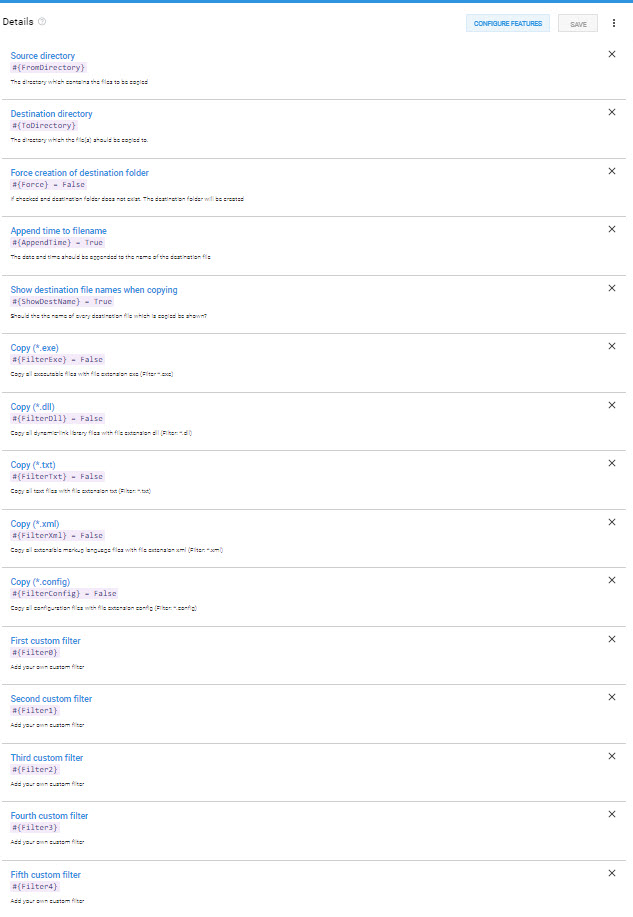 Details
CONFIGURE FEATURES
SAVE
Source directory
#{FromDirectory}
The directory which contains the files to be copied
Destination directory
#{ToDirectory}
The directory which the file(s) should be copied to.
Force creation of destination folder
#{Force} = False
If checked and destination folder does not exist. The destination folder will be created
Append time to filename
#{AppendTime} = True
The date and time should be appended to the name of the destination file
Show destination file names when copying
#{ShowDestName} = True
Should the the name of every destination file which is copied be shown?
Copy (*.exe)
#{FilterExe} = False
Copy all executable files with file extension exe (Filter: *.exe)
Copy (*.dll)
#{FilterDll} = False
Copy all dynamic-link library files with file extension dll (Filter: *.dll)
Copy (*.txt)
#{FilterTxt} = False
Copy all text files with file extension txt (Filter: *.txt)
Copy (*.xml)
#{FilterXml} = False
Copy all extensible markup language files with file extension xml (Filter: *.xml)
Copy (*.config)
#{FilterConfig} = False
Copy all configuration files with file extension config (Filter: *.config)
First custom filter
#{Filter0}
Add your own custom filter
Second custom filter
#{Filter1}
Add your own custom filter
Third custom filter
#{Filter2}
Add your own custom filter
Fourth custom filter
#{Filter3}
Add your own custom filter
Fifth custom filter
#{Filter4}
Add your own custom filter